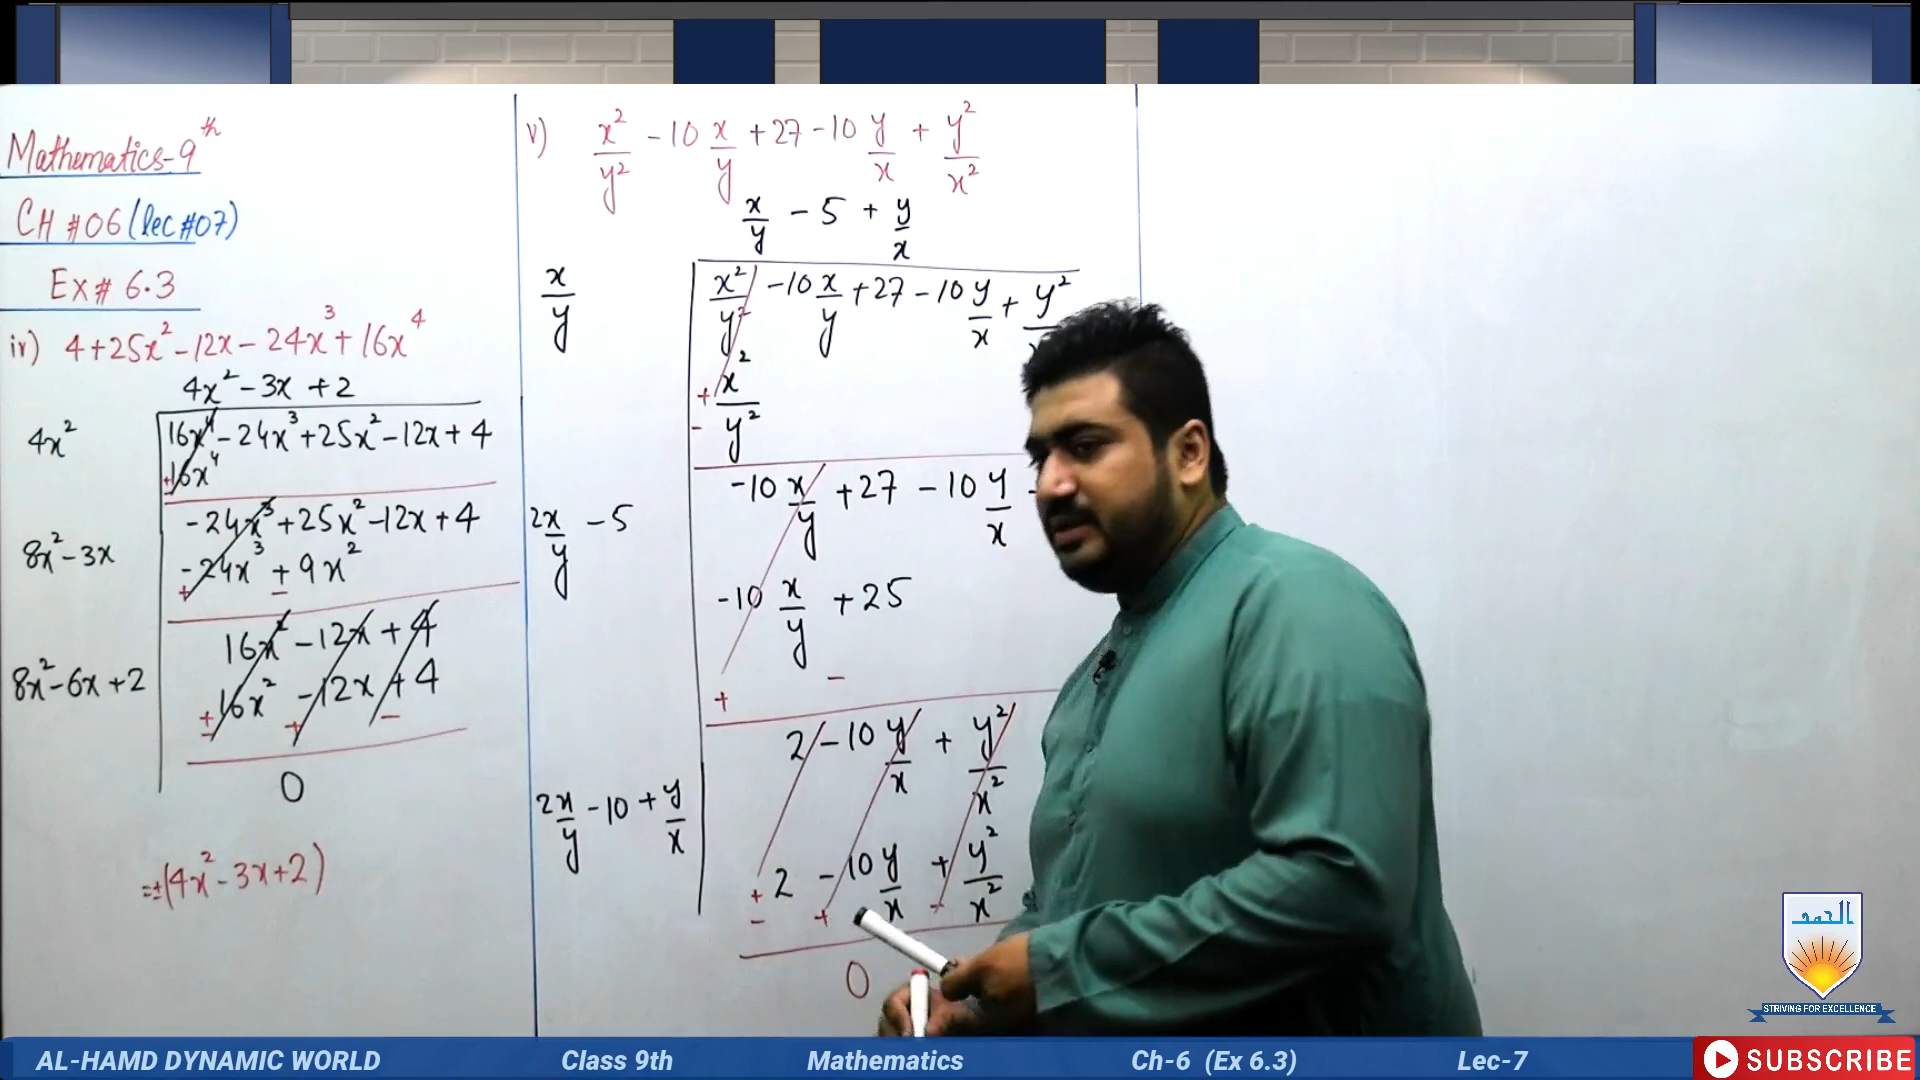 Mathematics-9th
CH # 06 (lec#07)
Ex# 6.3
iv) 4+25x²-12x-24x³+16x⁴
4x²-3x+2
4x²
16x⁴-24x³+25x²-12x+4
+16x⁴
-
-24x³+25x²-12x+4
8x²-3x
-24x³+9x²
+ -
16x²-12x+4
8x²-6x+2
+16x²-12x+4
- + -
0
=±(4x²-3x+2)
v) x²/y² -10 x/y +27 -10 y/x + y²/x²
x/y - 5 + y/x
x/y
x²/y² -10x/y +27 -10 y/x + y²
+ x²/y²
-
-10 x/y +27 -10 y/x
2x/y -5
-10 x/y +25
+ -
2 -10 y/x + y²/x²
2x/y -10 + y/x
+2 -10 y/x + y²/x²
- + -
0
الحمد
STRIVING FOR EXCELLENCE
AL-HAMD DYNAMIC WORLD Class 9th Mathematics Ch-6 (Ex 6.3) Lec-7
SUBSCRIBE